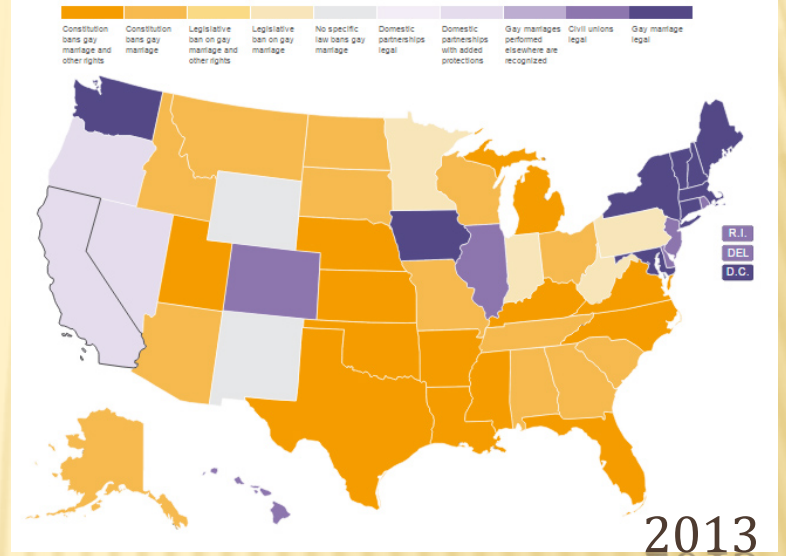 Constitution
bans gay
marriage and
other rights
Constitution
bans gay
marriage
Legislative
ban on gay
marriage and
other rights
Legislative
ban on gay
marriage
No specific
law bans gay
marriage
Domestic
partnerships
legal
Domestic
partnerships
with added
protections
Gay marriages
performed
elsewhere are
recognized
Civil unions
legal
Gay marriage
legal
R.I.
DEL
D.C.
2013